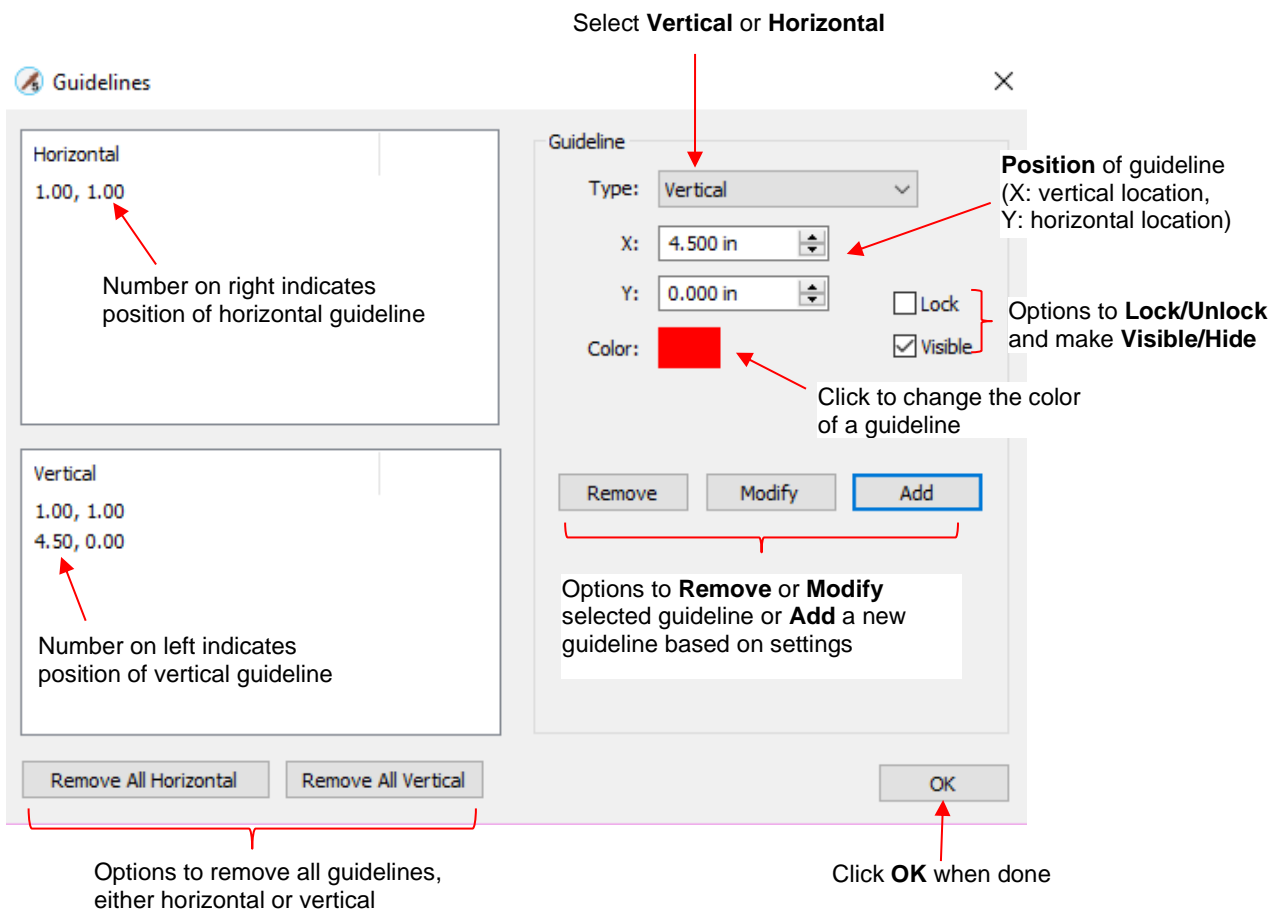 Select Vertical or Horizontal
Guidelines
Horizontal
1.00, 1.00
Number on right indicates
position of horizontal guideline
Vertical
1.00, 1.00
4.50, 0.00
Number on left indicates
position of vertical guideline
Remove All Horizontal
Remove All Vertical
Options to remove all guidelines,
either horizontal or vertical
Guideline
Type: Vertical
X: 4.500 in
Y: 0.000 in
Color:
Lock
Visible
Position of guideline
(X: vertical location,
Y: horizontal location)
Options to Lock/Unlock
and make Visible/Hide
Click to change the color
of a guideline
Remove
Modify
Add
Options to Remove or Modify
selected guideline or Add a new
guideline based on settings
OK
Click OK when done